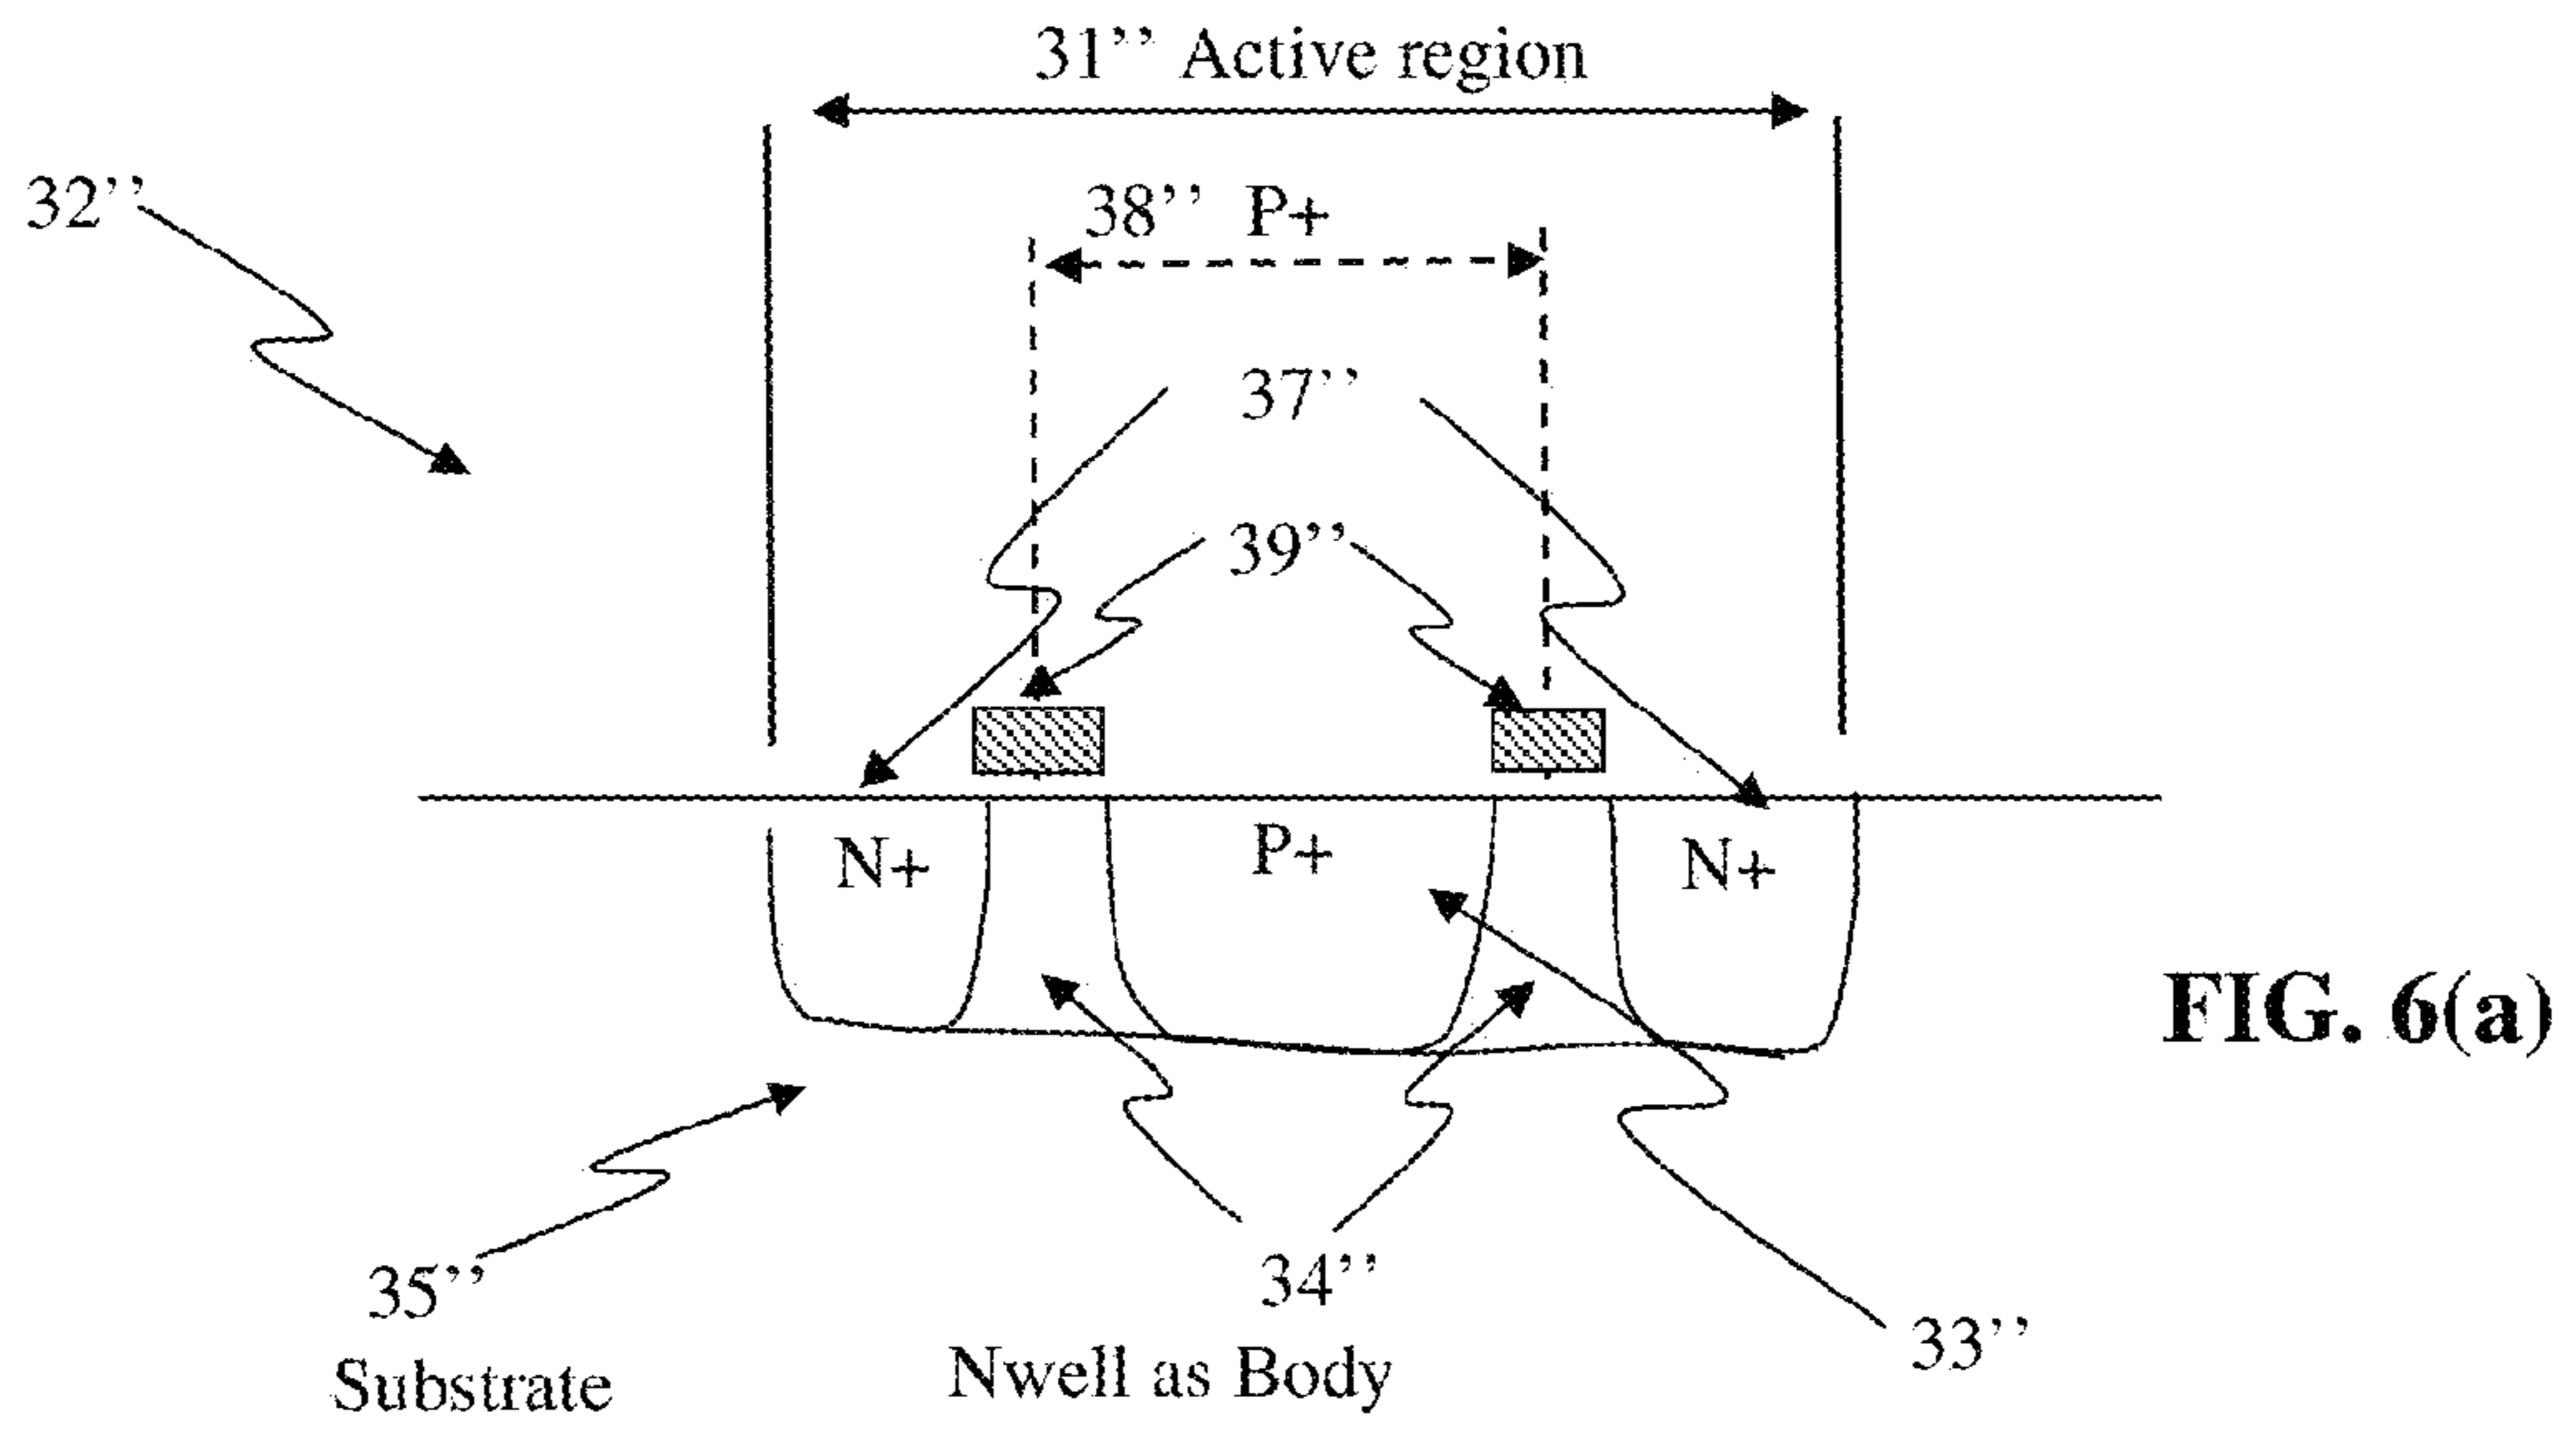 31’’ Active region
32’’
38’’ P+
37’’
39’’
N+
P+
N+
FIG. 6(a)
35’’
Substrate
34’’
Nwell as Body
33’’